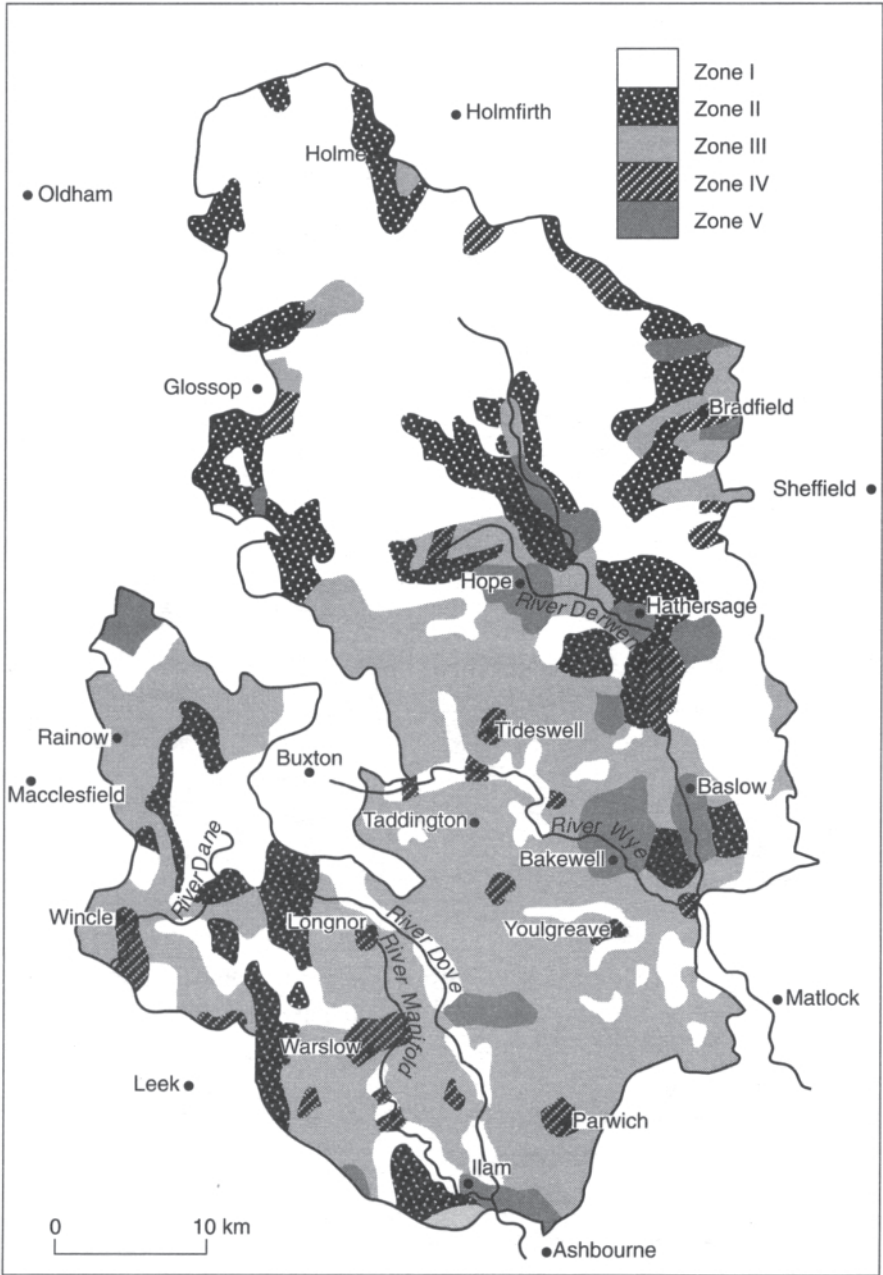 Zone I
Zone II
Zone III
Zone IV
Zone V
Holmfirth
Holme
Oldham
Glossop
Bradfield
Sheffield
Hope
River Derwent
Hathersage
Tideswell
Rainow
Buxton
Macclesfield
Baslow
Taddington
River Wye
Bakewell
River Dane
Wincle
Longnor
River Dove
Youlgreave
River Manifold
Matlock
Warslow
Leek
Parwich
Ilam
0 10 km
Ashbourne